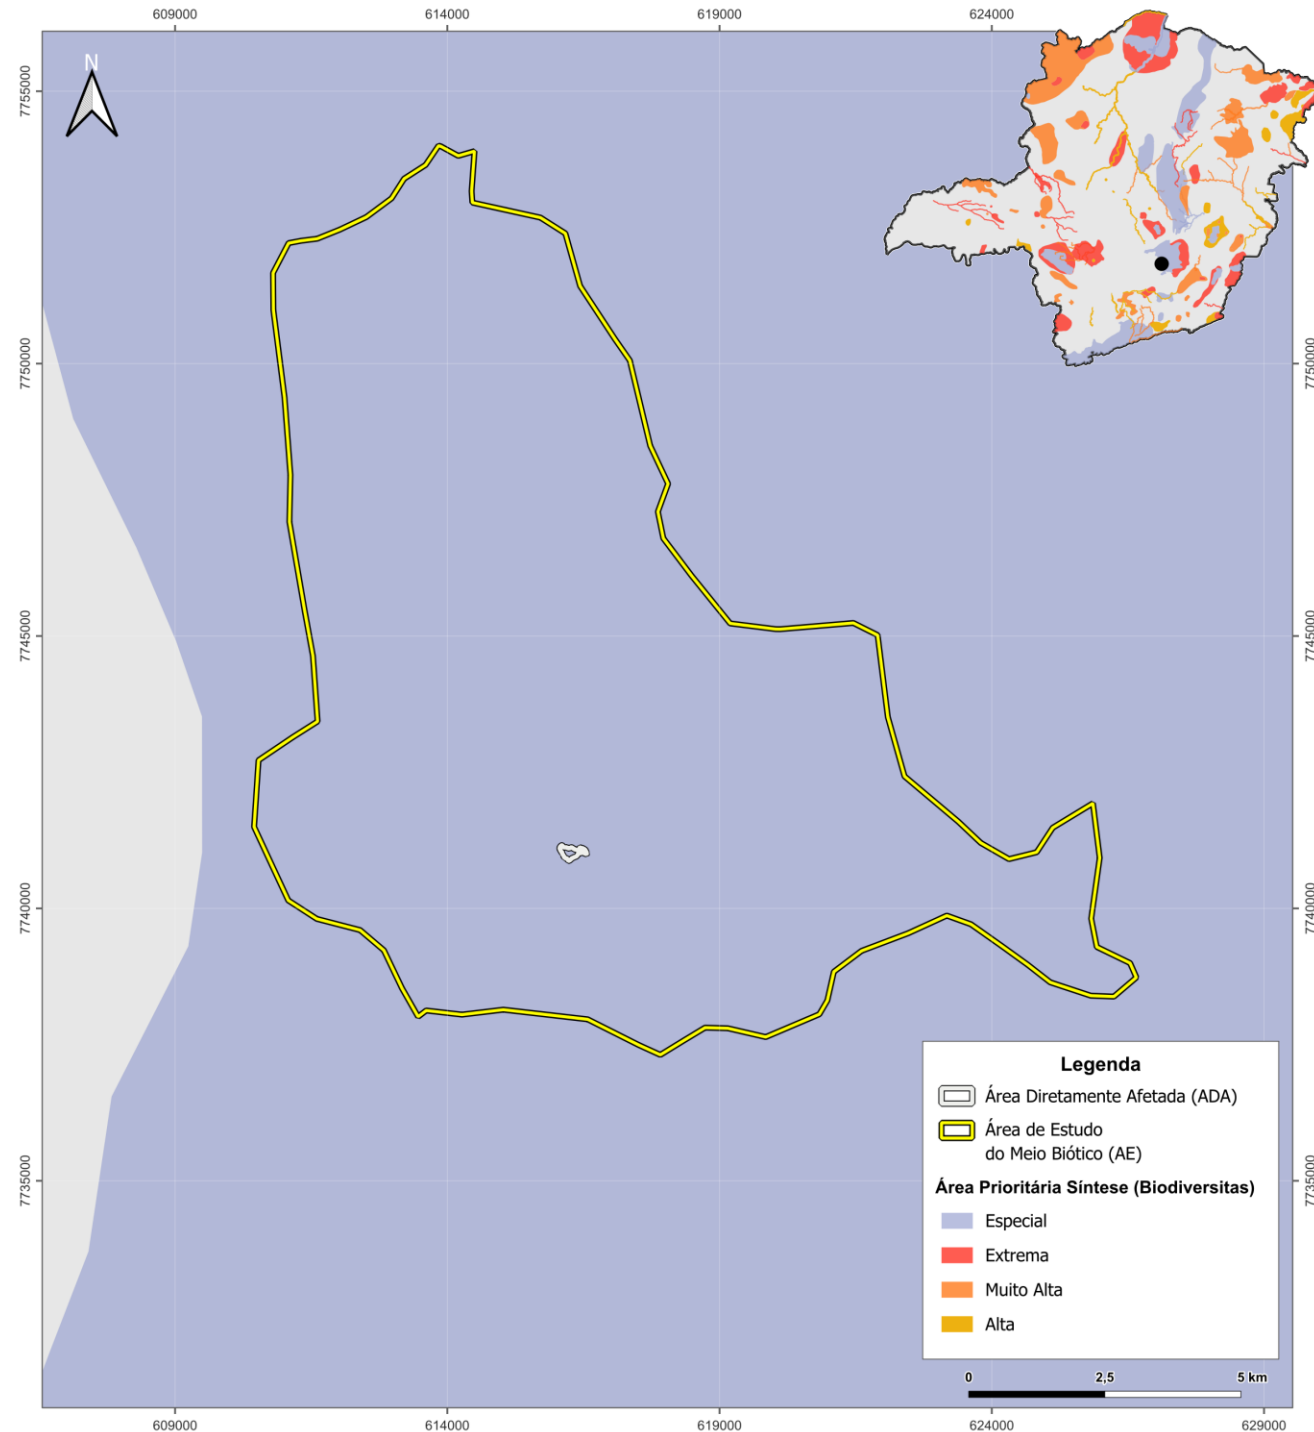 609000 614000 619000 624000
N
7755000
7750000 7750000
7745000 7745000
7740000 7740000
7735000 7735000
Legenda
Área Diretamente Afetada (ADA)
Área de Estudo
do Meio Biótico (AE)
Área Prioritária Síntese (Biodiversitas)
Especial
Extrema
Muito Alta
Alta
0 2,5 5 km
609000 614000 619000 624000 629000